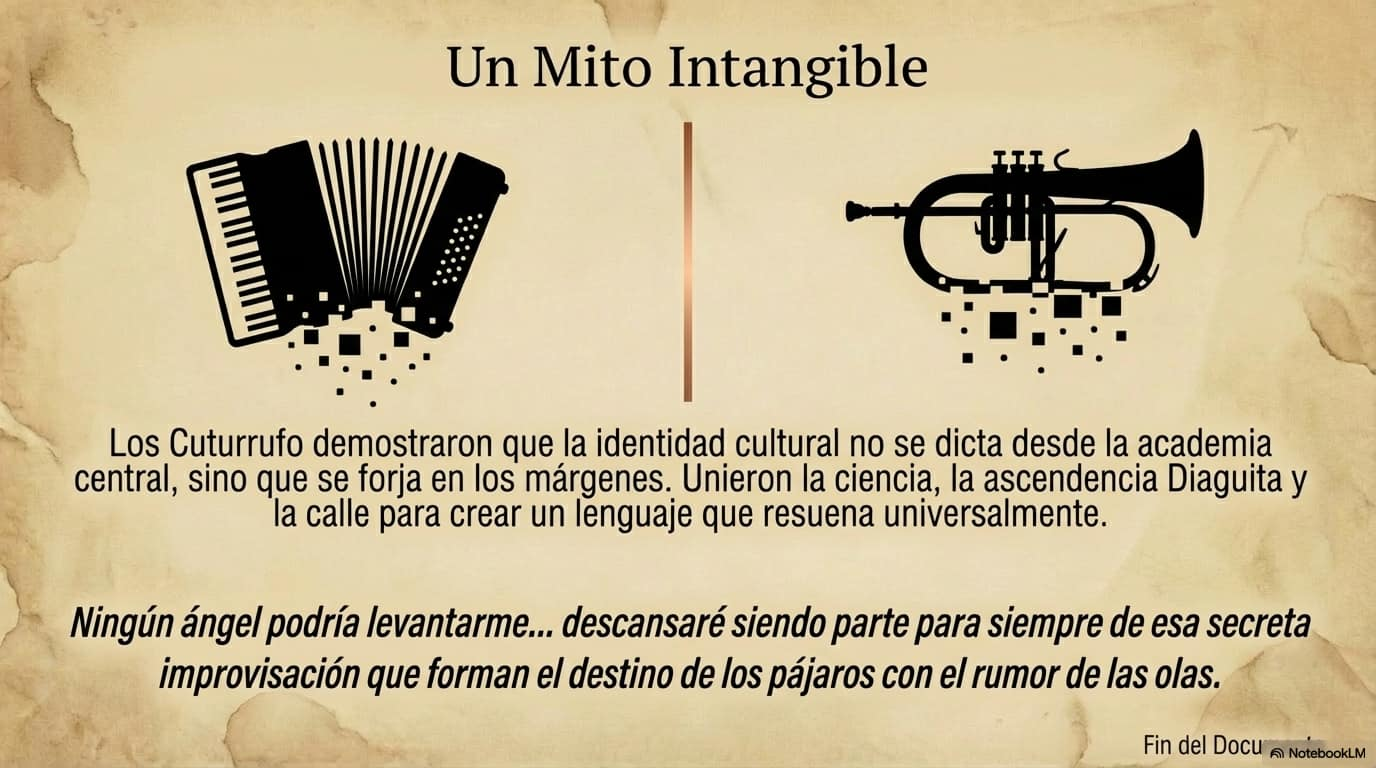 Un Mito Intangible
Los Cuturrufo demostraron que la identidad cultural no se dicta desde la academia
central, sino que se forja en los márgenes. Unieron la ciencia, la ascendencia Diaguita y
la calle para crear un lenguaje que resuena universalmente.
Ningún ángel podría levantarme... descansaré siendo parte para siempre de esa secreta
improvisación que forman el destino de los pájaros con el rumor de las olas.
Fin del
NotebookLM